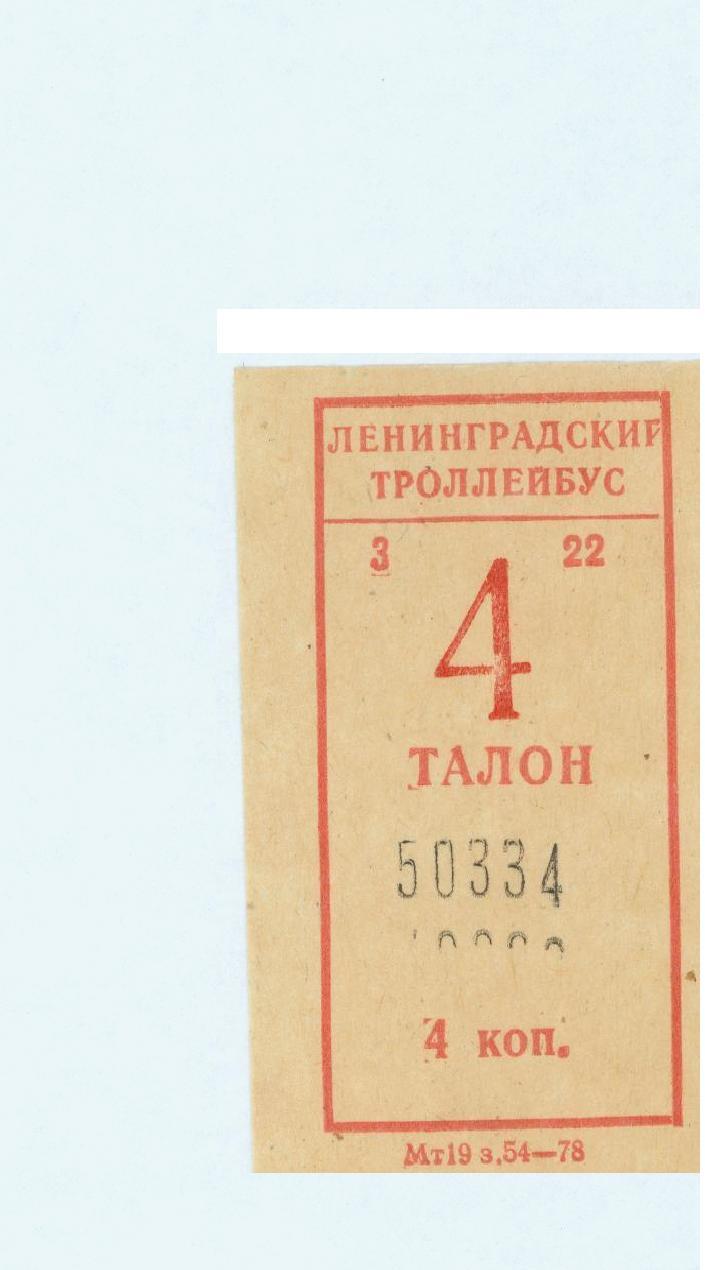 ЛЕНИНГРАДСКИЙ
ТРОЛЛЕЙБУС
3 22
4
ТАЛОН
50334
4 коп.
Мт19 з.54—78